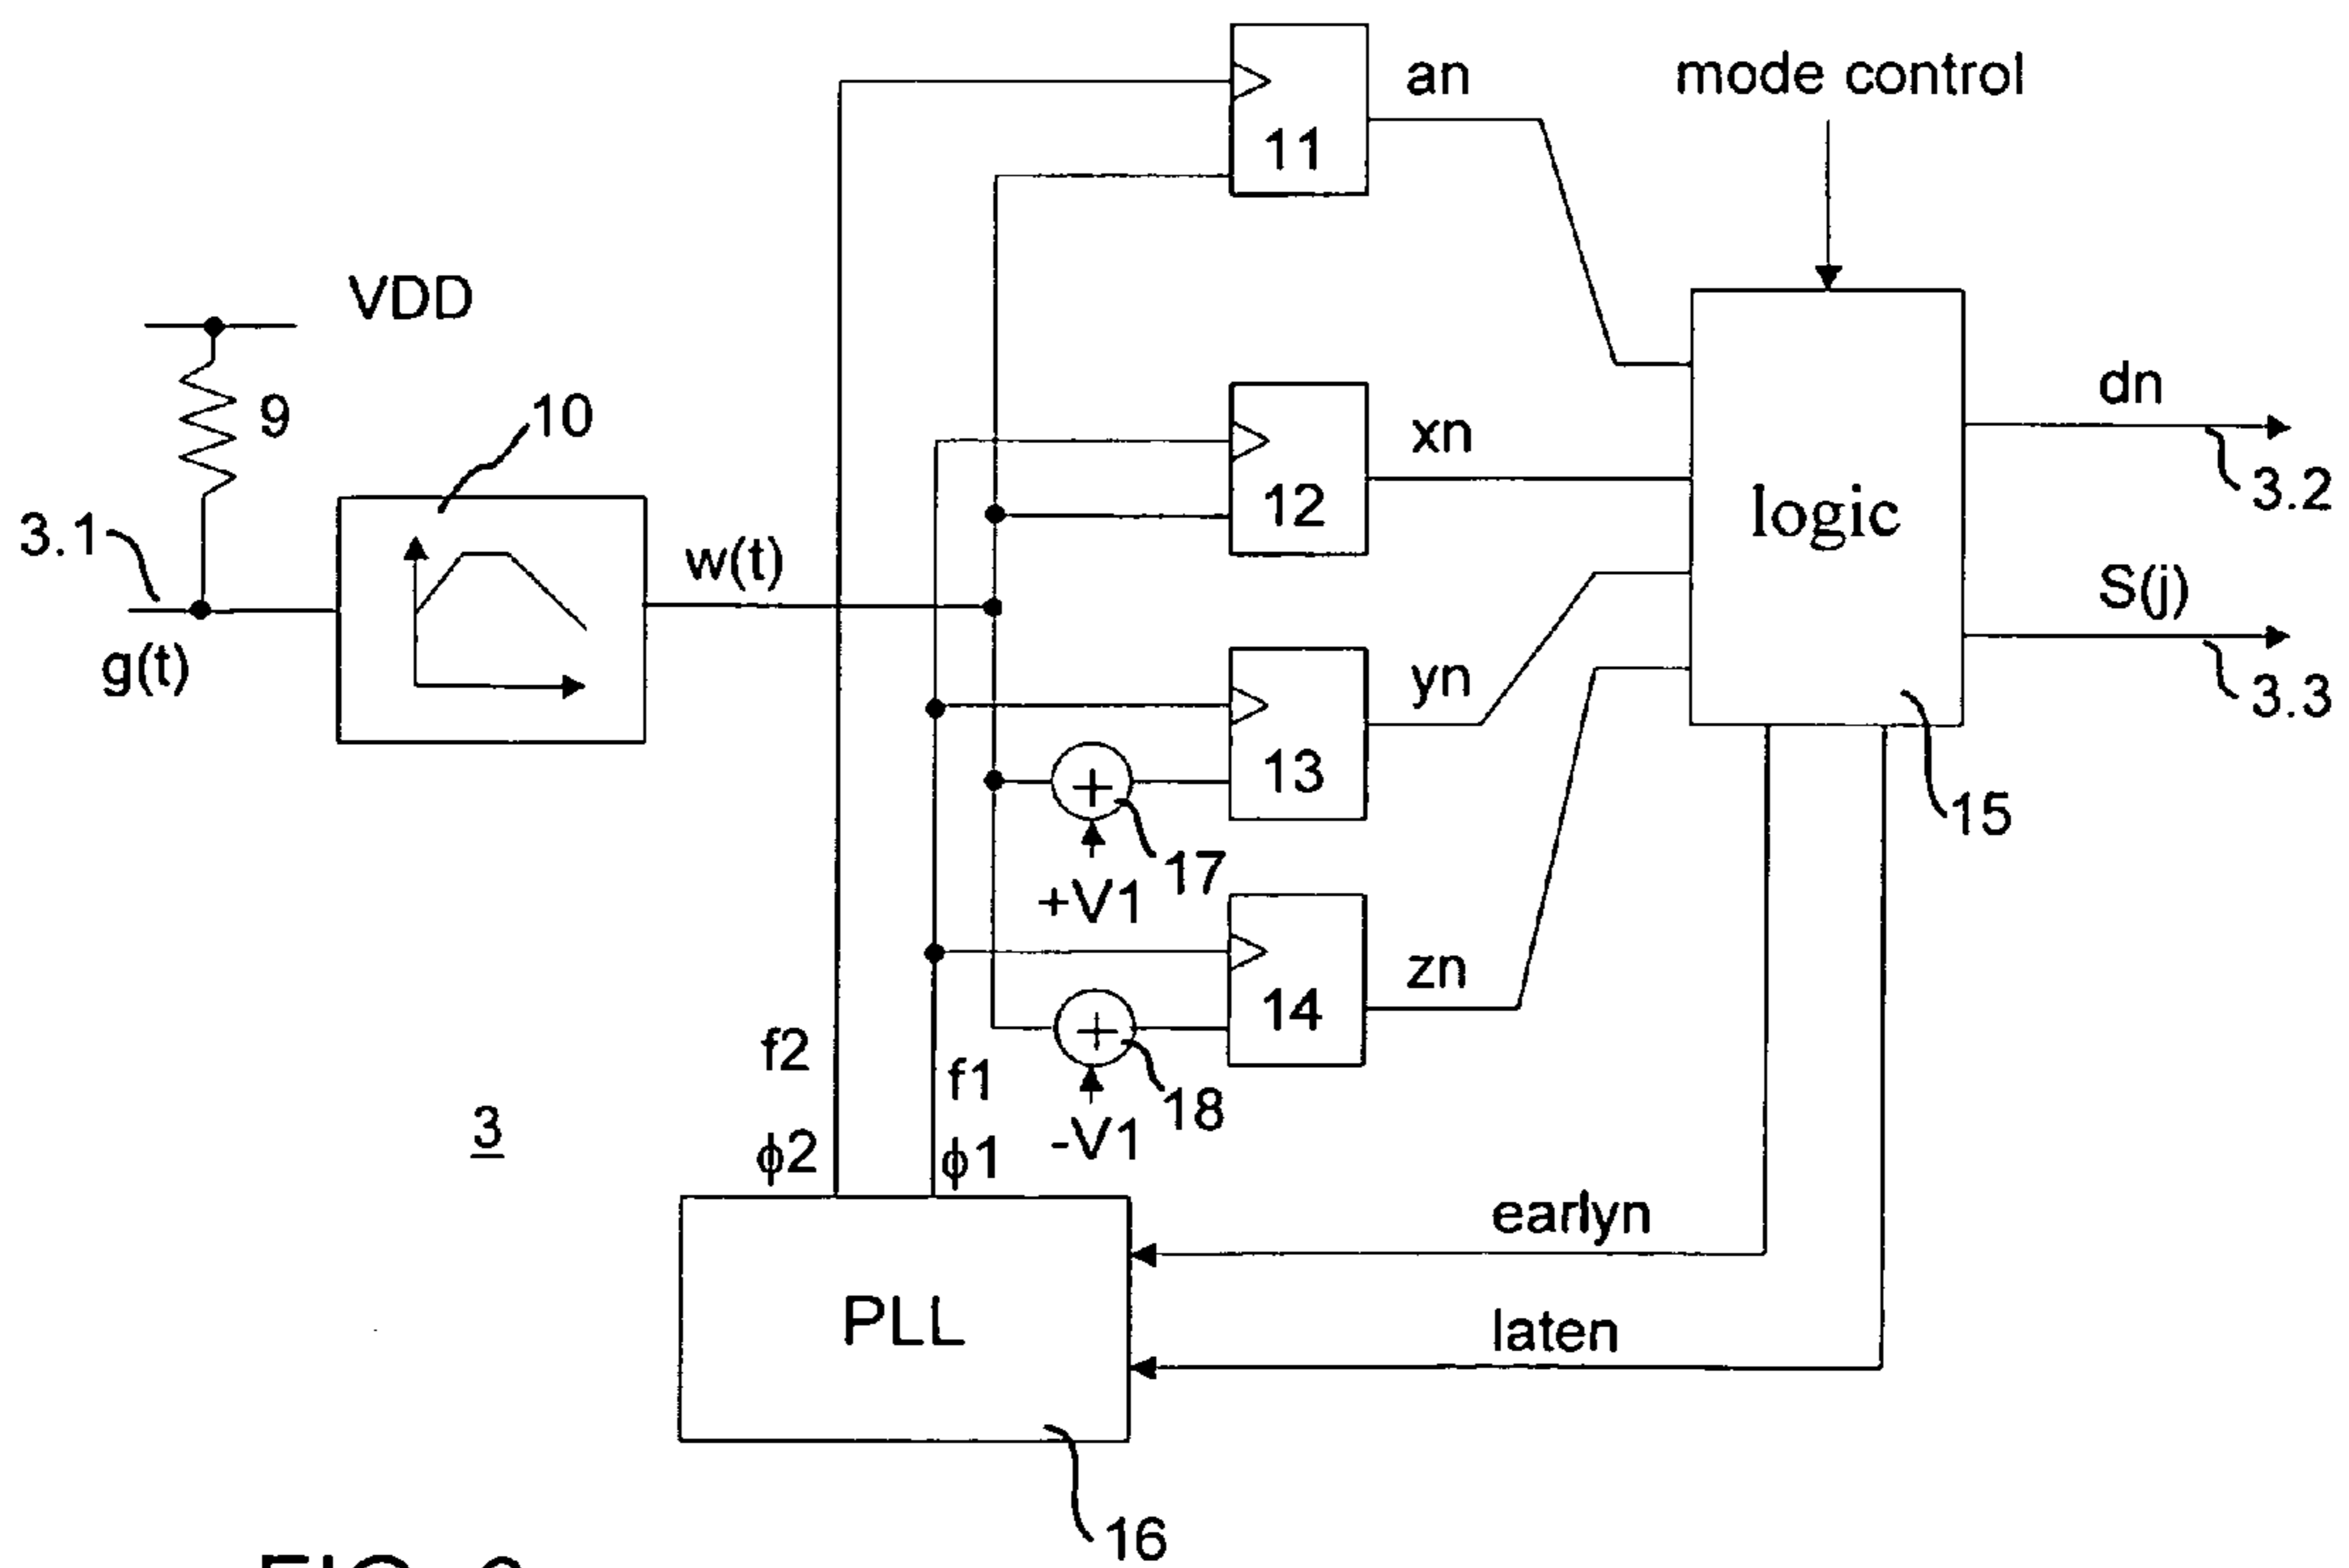 an
mode control
11
VDD
9
10
dn
xn
3.2
12
logic
3.1
w(t)
S(j)
g(t)
yn
3.3
13
15
17
+V1
zn
14
f2
f1
18
3
ϕ2
ϕ1
-V1
earlyn
PLL
laten
16